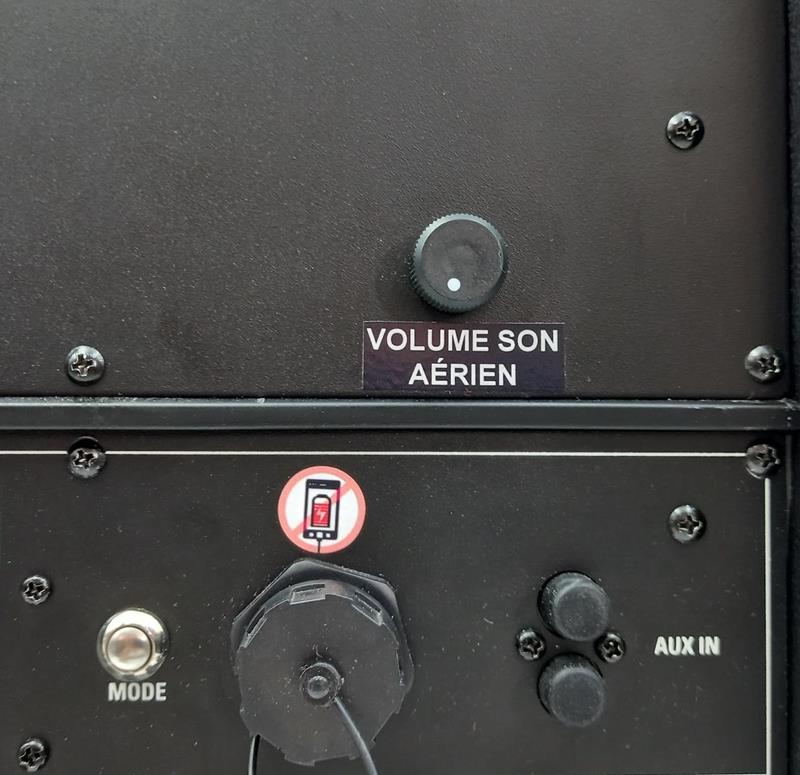 VOLUME SON
AÉRIEN
MODE
AUX IN